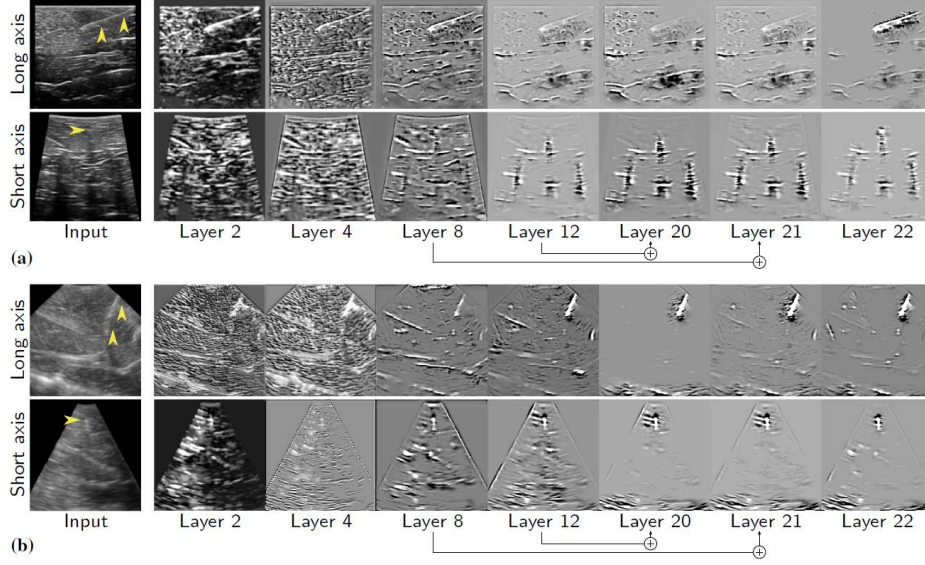 Long axis
Short axis
Input Layer 2 Layer 4 Layer 8 Layer 12 Layer 20 Layer 21 Layer 22
(a)
Long axis
Short axis
Input Layer 2 Layer 4 Layer 8 Layer 12 Layer 20 Layer 21 Layer 22
(b)